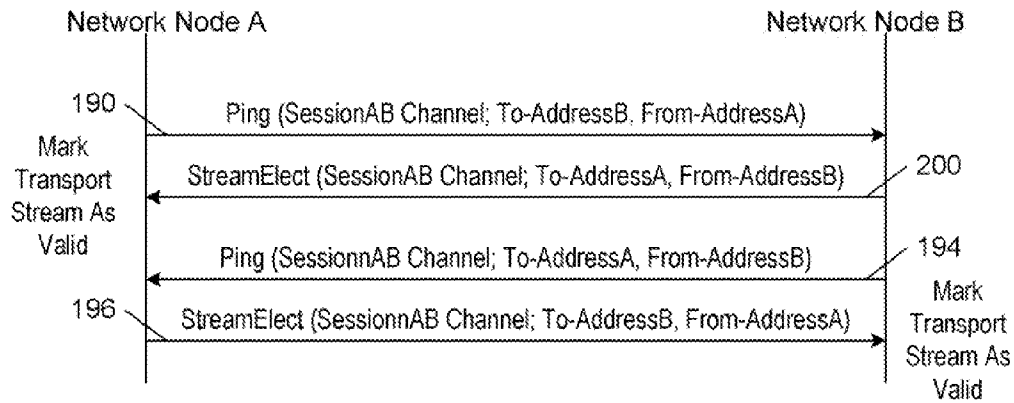 Network Node A
Network Node B
190
Ping (SessionAB Channel; To-AddressB, From-AddressA)
Mark
Transport
Stream As
Valid
StreamElect (SessionAB Channel; To-AddressA, From-AddressB)
200
Ping (SessionnAB Channel; To-AddressA, From-AddressB)
194
196
StreamElect (SessionnAB Channel; To-AddressB, From-AddressA)
Mark
Transport
Stream As
Valid